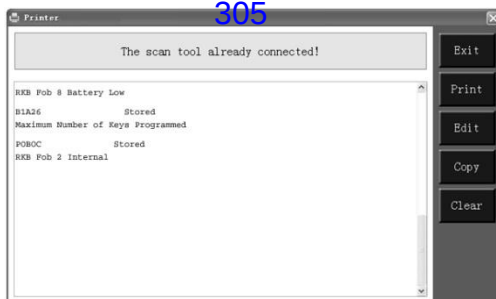 305
Printer
The scan tool already connected!
RKB Fob 8 Battery Low
B1A26 Stored
Maximum Number of Keys Programmed
POBOC Stored
RKB Fob 2 Internal
Exit
Print
Edit
Copy
Clear